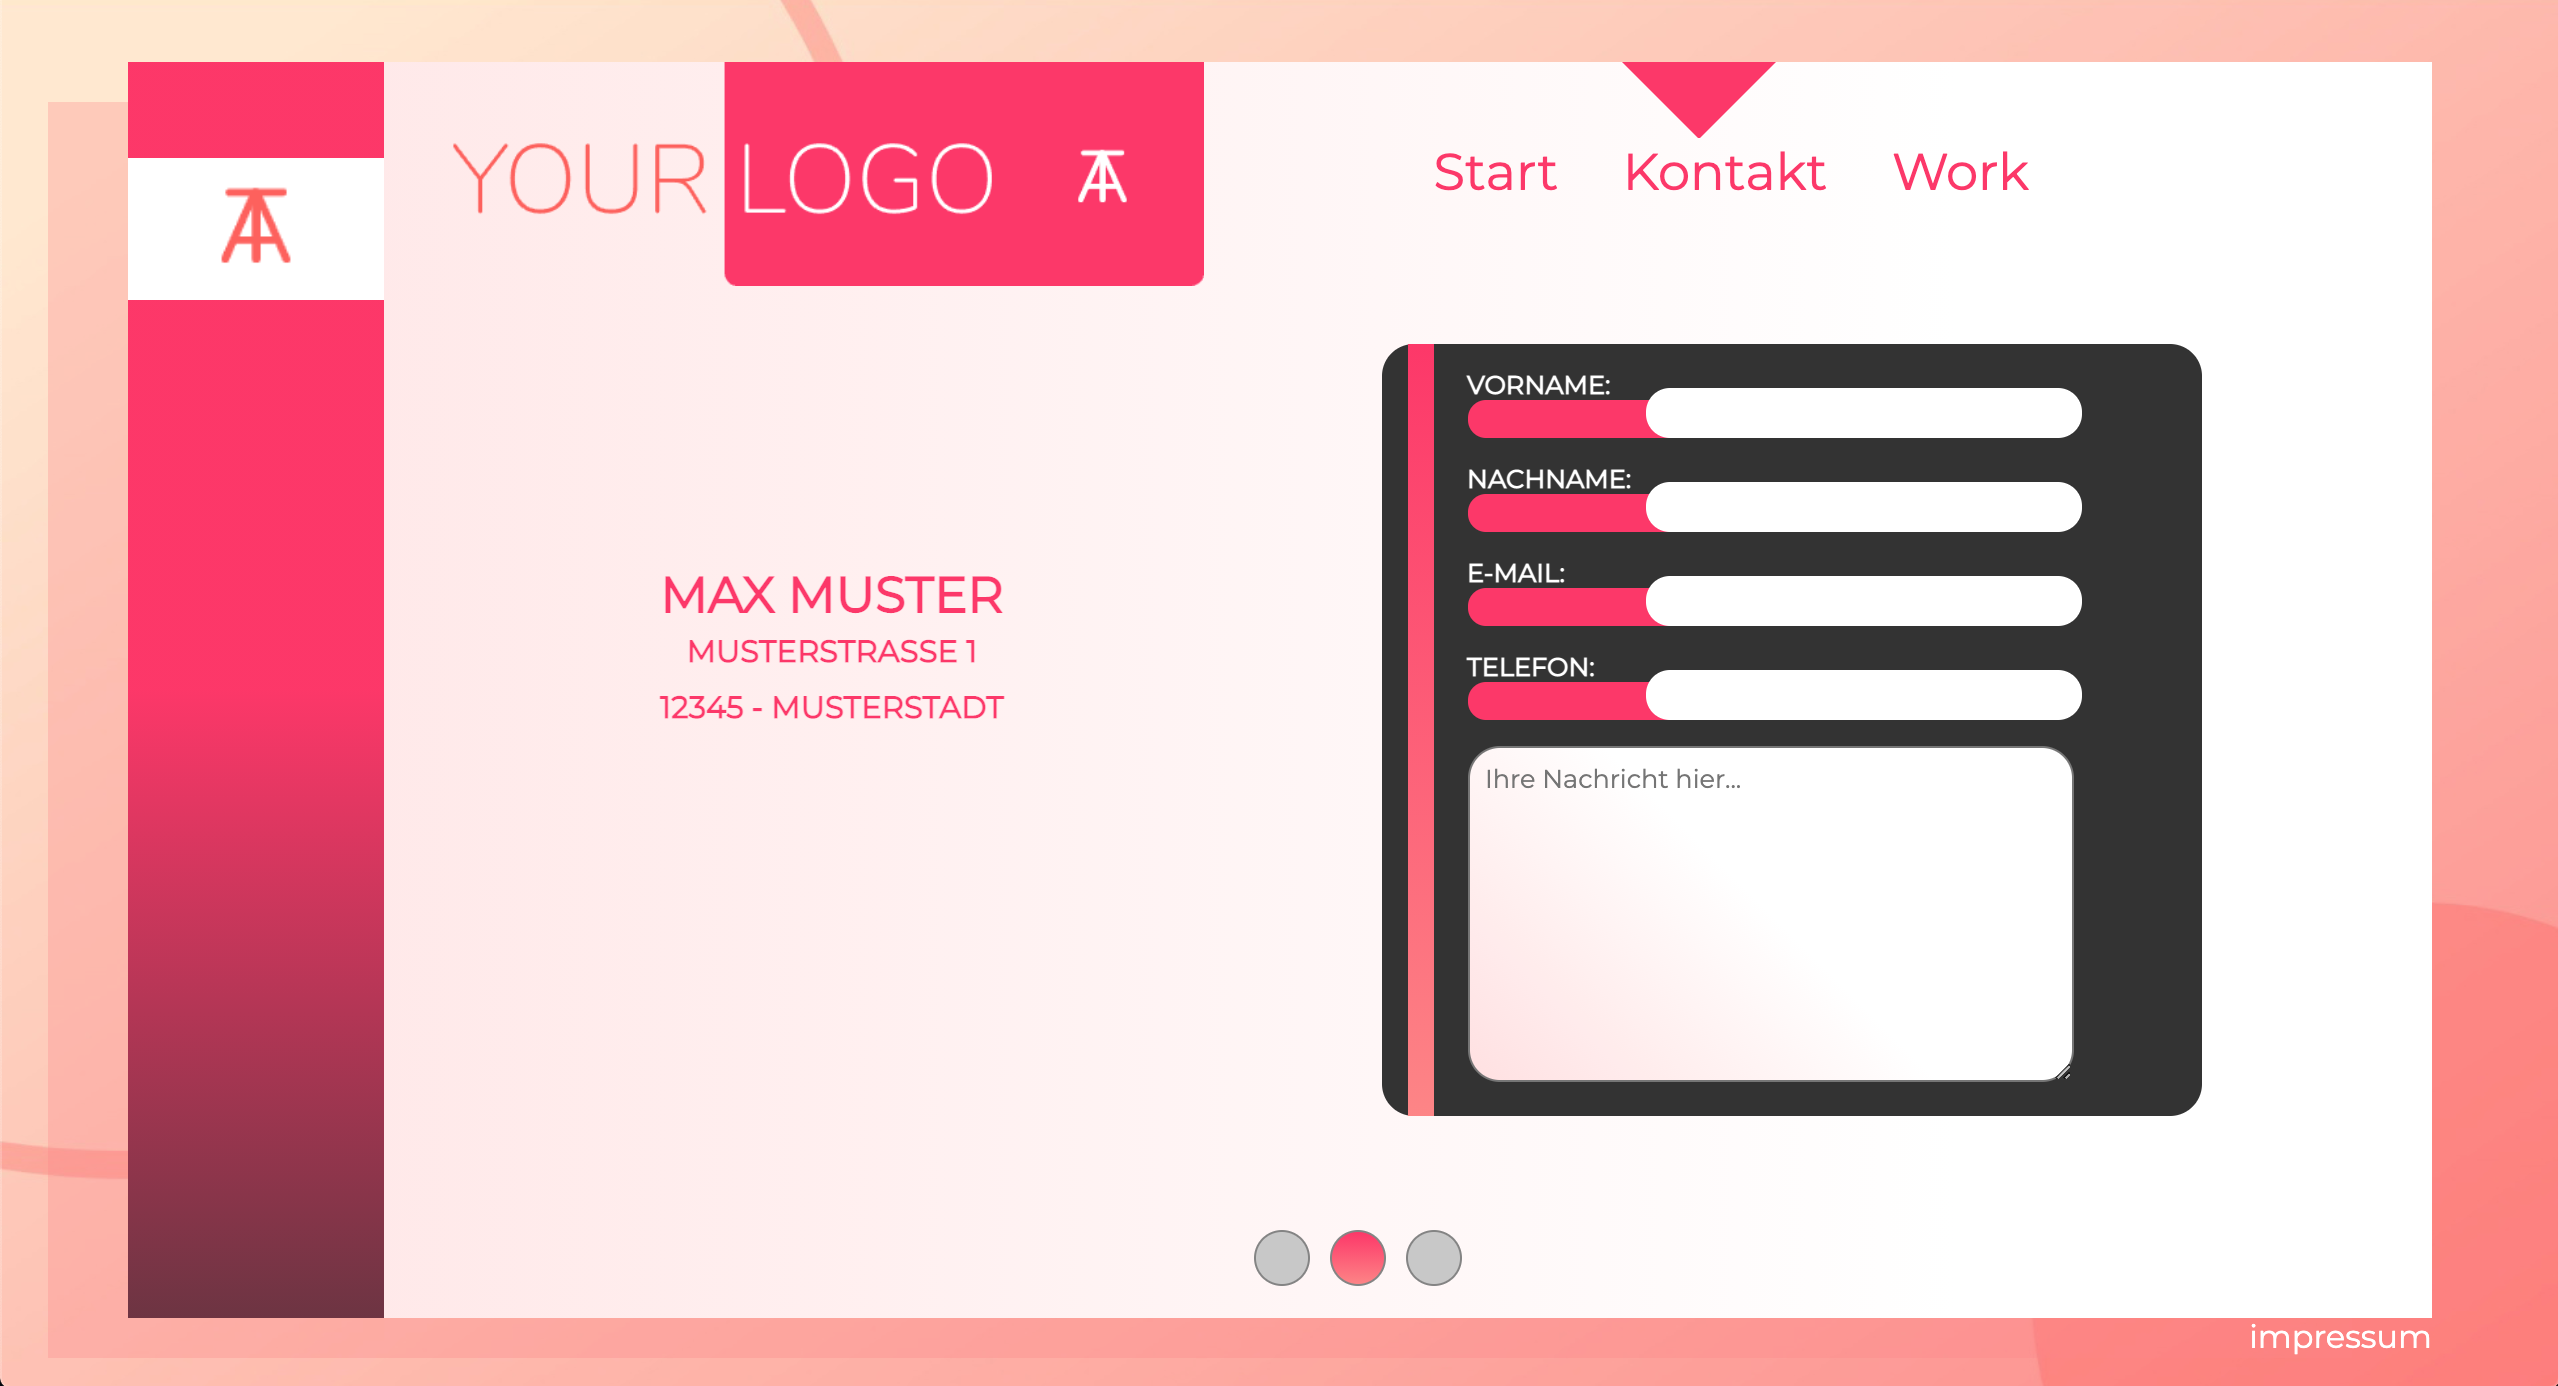 YOUR LOGO
Start Kontakt Work
MAX MUSTER
MUSTERSTRASSE 1
12345 - MUSTERSTADT
VORNAME:
NACHNAME:
E-MAIL:
TELEFON:
Ihre Nachricht hier...
impressum